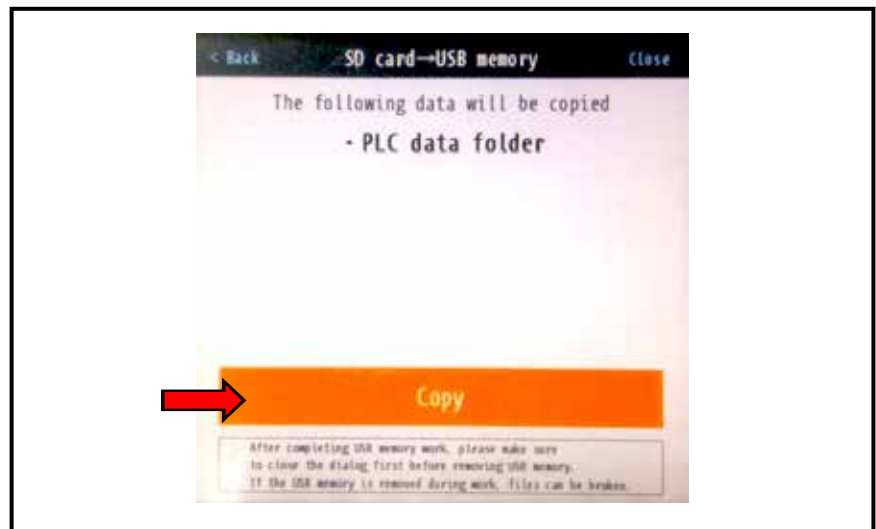 < Back SD card→USB memory Close
The following data will be copied
・PLC data folder
Copy
After completing USB memory work, please make sure
to close the dialog first before removing USB memory.
If the USB memory is removed during work, files can be broken.